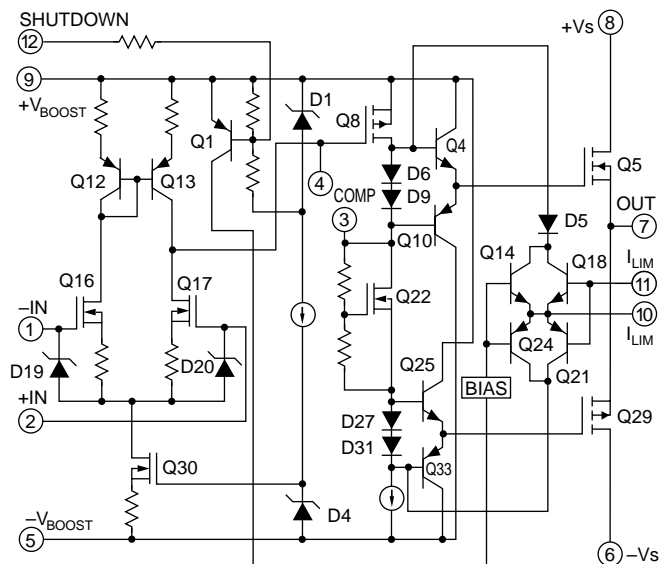 SHUTDOWN
12
8
+Vs
9
+VBOOST
D1
Q8
Q1
Q4
Q12
Q13
4
D6
D9
Q5
COMP
3
OUT
7
Q10
D5
Q14
Q18
ILIM
11
Q16
Q17
Q22
–IN
1
10
ILIM
Q24
D19
D20
Q25
BIAS
Q21
+IN
2
D27
Q29
D31
Q30
Q33
D4
–VBOOST
5
6
–Vs